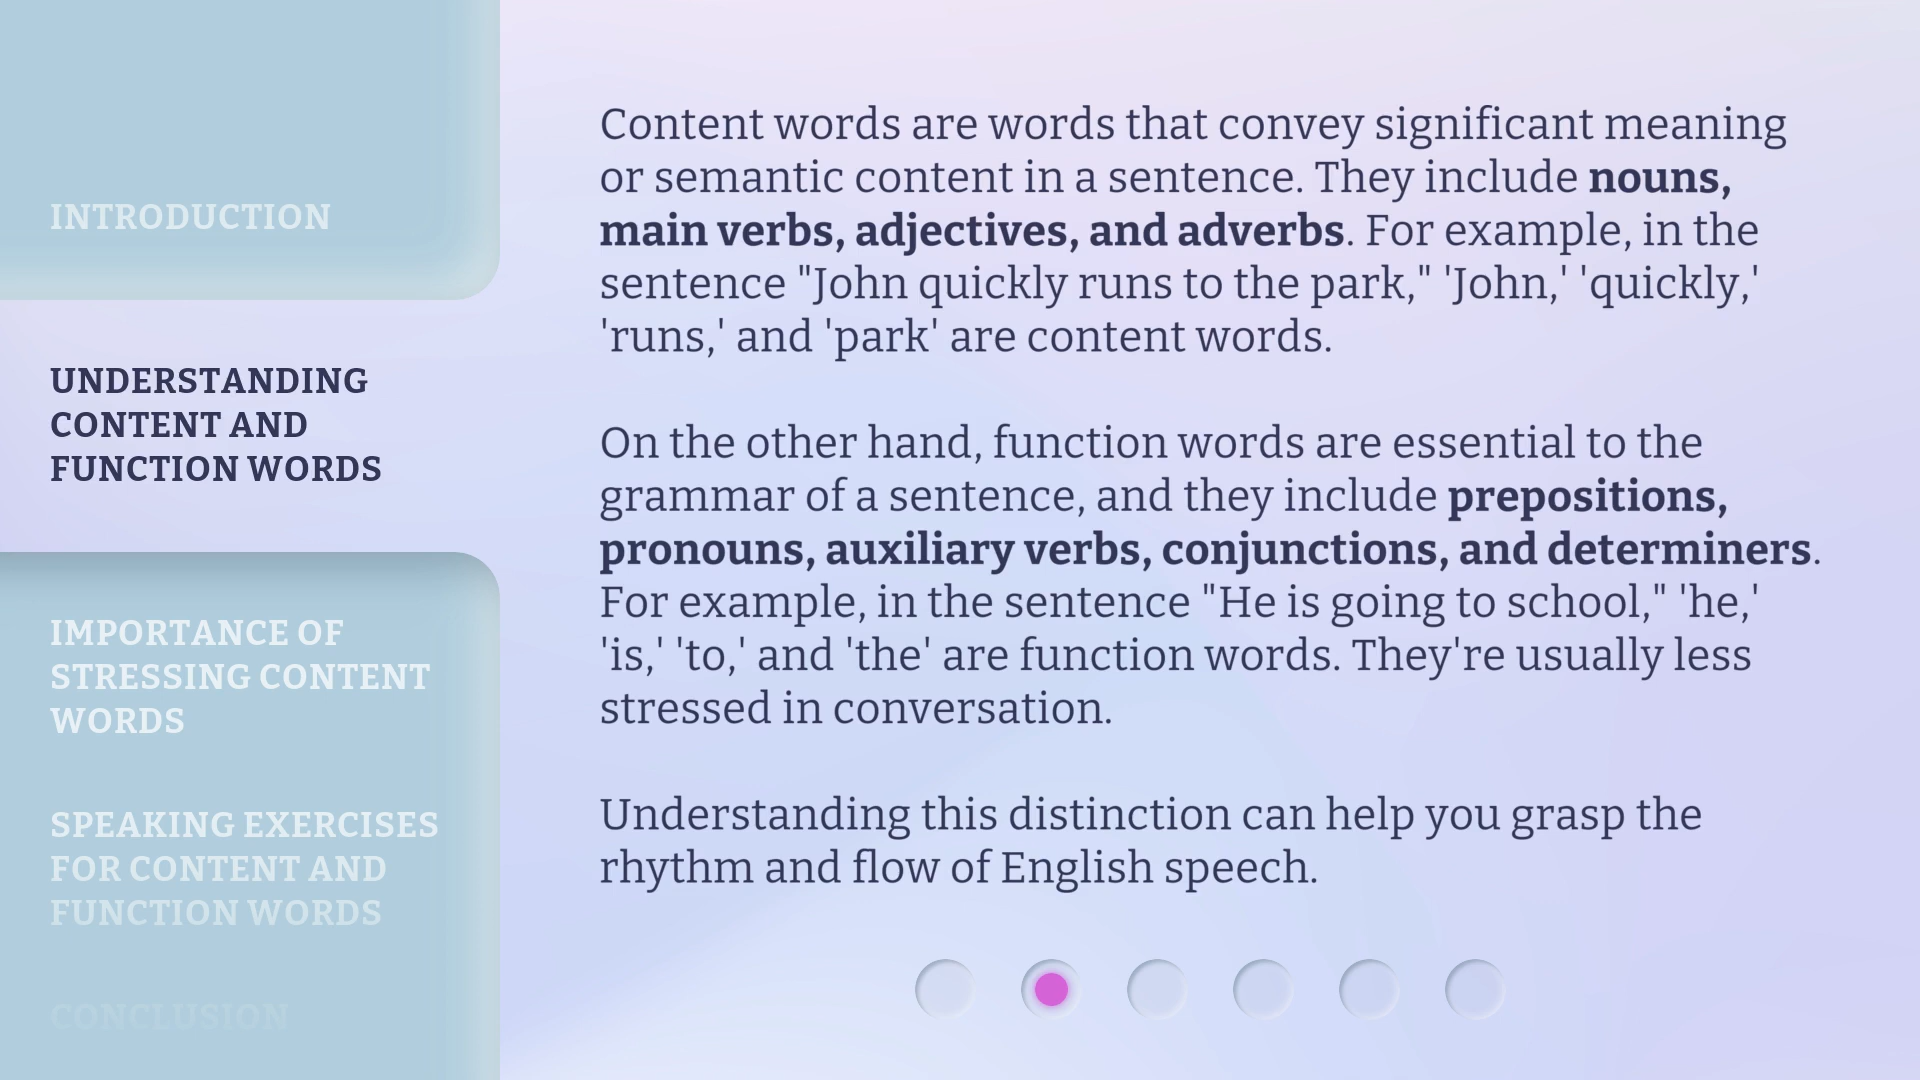 INTRODUCTION
UNDERSTANDING
CONTENT AND
FUNCTION WORDS
IMPORTANCE OF
STRESSING CONTENT
WORDS
SPEAKING EXERCISES
FOR CONTENT AND
FUNCTION WORDS
CONCLUSION
Content words are words that convey significant meaning
or semantic content in a sentence. They include nouns,
main verbs, adjectives, and adverbs. For example, in the
sentence "John quickly runs to the park," 'John,' 'quickly,'
'runs,' and 'park' are content words.
On the other hand, function words are essential to the
grammar of a sentence, and they include prepositions,
pronouns, auxiliary verbs, conjunctions, and determiners.
For example, in the sentence "He is going to school," 'he,'
'is,' 'to,' and 'the' are function words. They're usually less
stressed in conversation.
Understanding this distinction can help you grasp the
rhythm and flow of English speech.